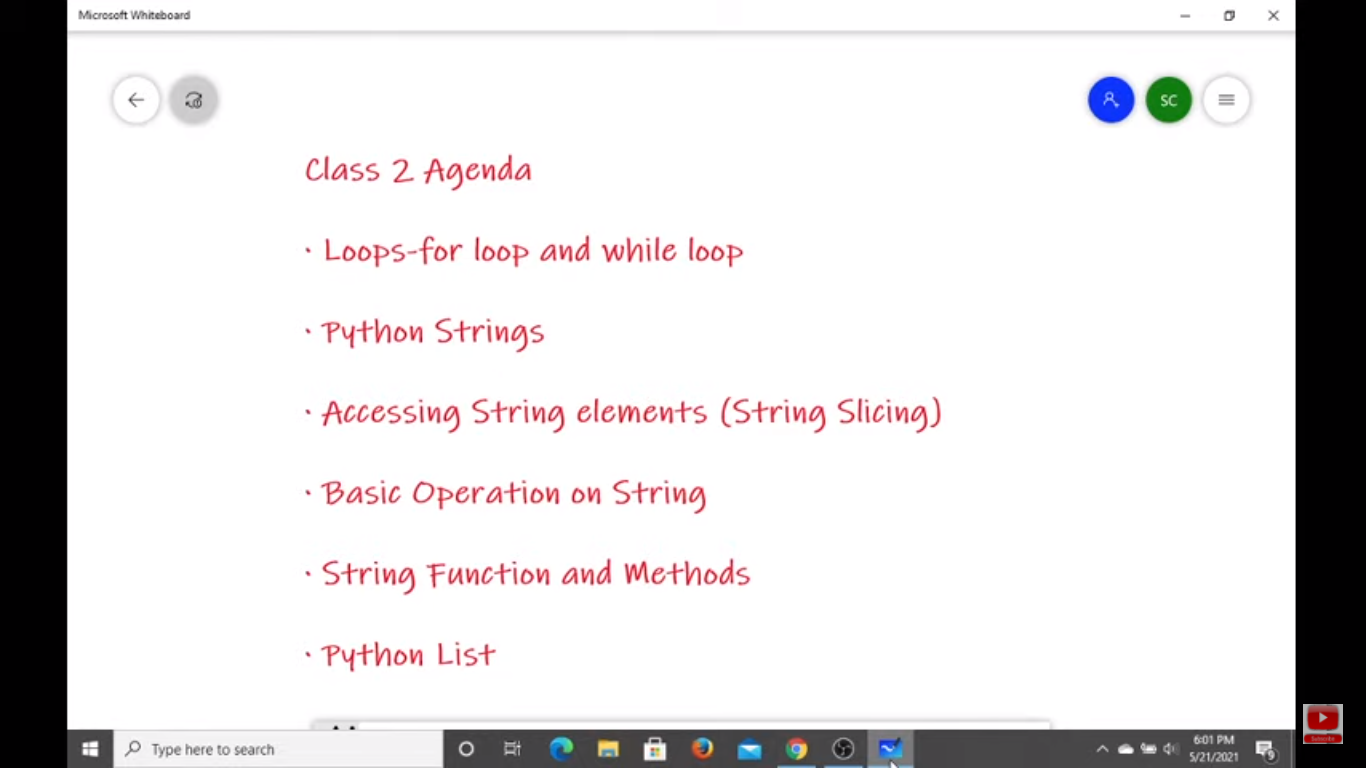 Microsoft Whiteboard
SC
Class 2 Agenda
· Loops-for loop and while loop
· Python Strings
· Accessing String elements (String Slicing)
· Basic Operation on String
· String Function and Methods
· Python List
Type here to search
6:01 PM
5/21/2021
9
Subscribe